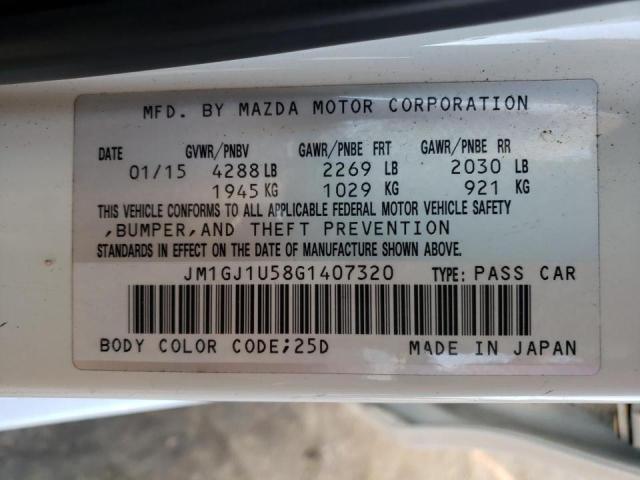 MFD. BY MAZDA MOTOR CORPORATION
DATE GVWR/PNBV GAWR/PNBE FRT GAWR/PNBE RR
01/15 4288 LB 2269 LB 2030 LB
1945 KG 1029 KG 921 KG
THIS VEHICLE CONFORMS TO ALL APPLICABLE FEDERAL MOTOR VEHICLE SAFETY
,BUMPER,AND THEFT PREVENTION
STANDARDS IN EFFECT ON THE DATE OF MANUFACTURE SHOWN ABOVE.
JM1GJ1U58G1407320 TYPE: PASS CAR
BODY COLOR CODE;25D MADE IN JAPAN